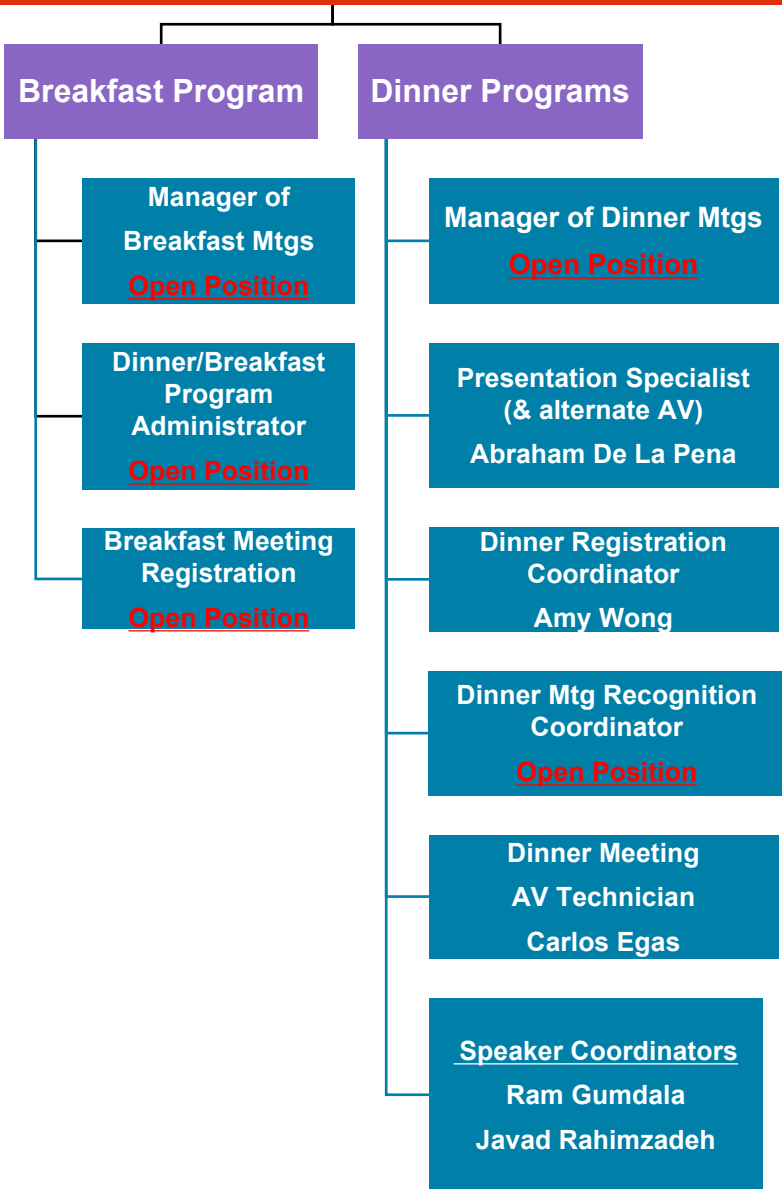 Breakfast Program
Manager of
Breakfast Mtgs
Open Position
Dinner/Breakfast
Program
Administrator
Open Position
Breakfast Meeting
Registration
Open Position
Dinner Programs
Manager of Dinner Mtgs
Open Position
Presentation Specialist
(& alternate AV)
Abraham De La Pena
Dinner Registration
Coordinator
Amy Wong
Dinner Mtg Recognition
Coordinator
Open Position
Dinner Meeting
AV Technician
Carlos Egas
Speaker Coordinators
Ram Gumdala
Javad Rahimzadeh